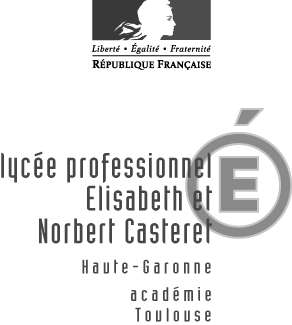 Liberté • Égalité • Fraternité
RÉPUBLIQUE FRANÇAISE
lycée professionnel
Elisabeth et
Norbert Casteret
É
Haute-Garonne
académie
Toulouse